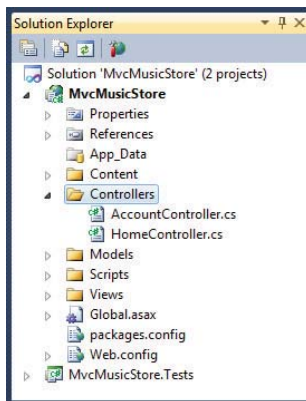 Solution Explorer
Solution 'MvcMusicStore' (2 projects)
MvcMusicStore
Properties
References
App_Data
Content
Controllers
AccountController.cs
HomeController.cs
Models
Scripts
Views
Global.asax
packages.config
Web.config
MvcMusicStore.Tests